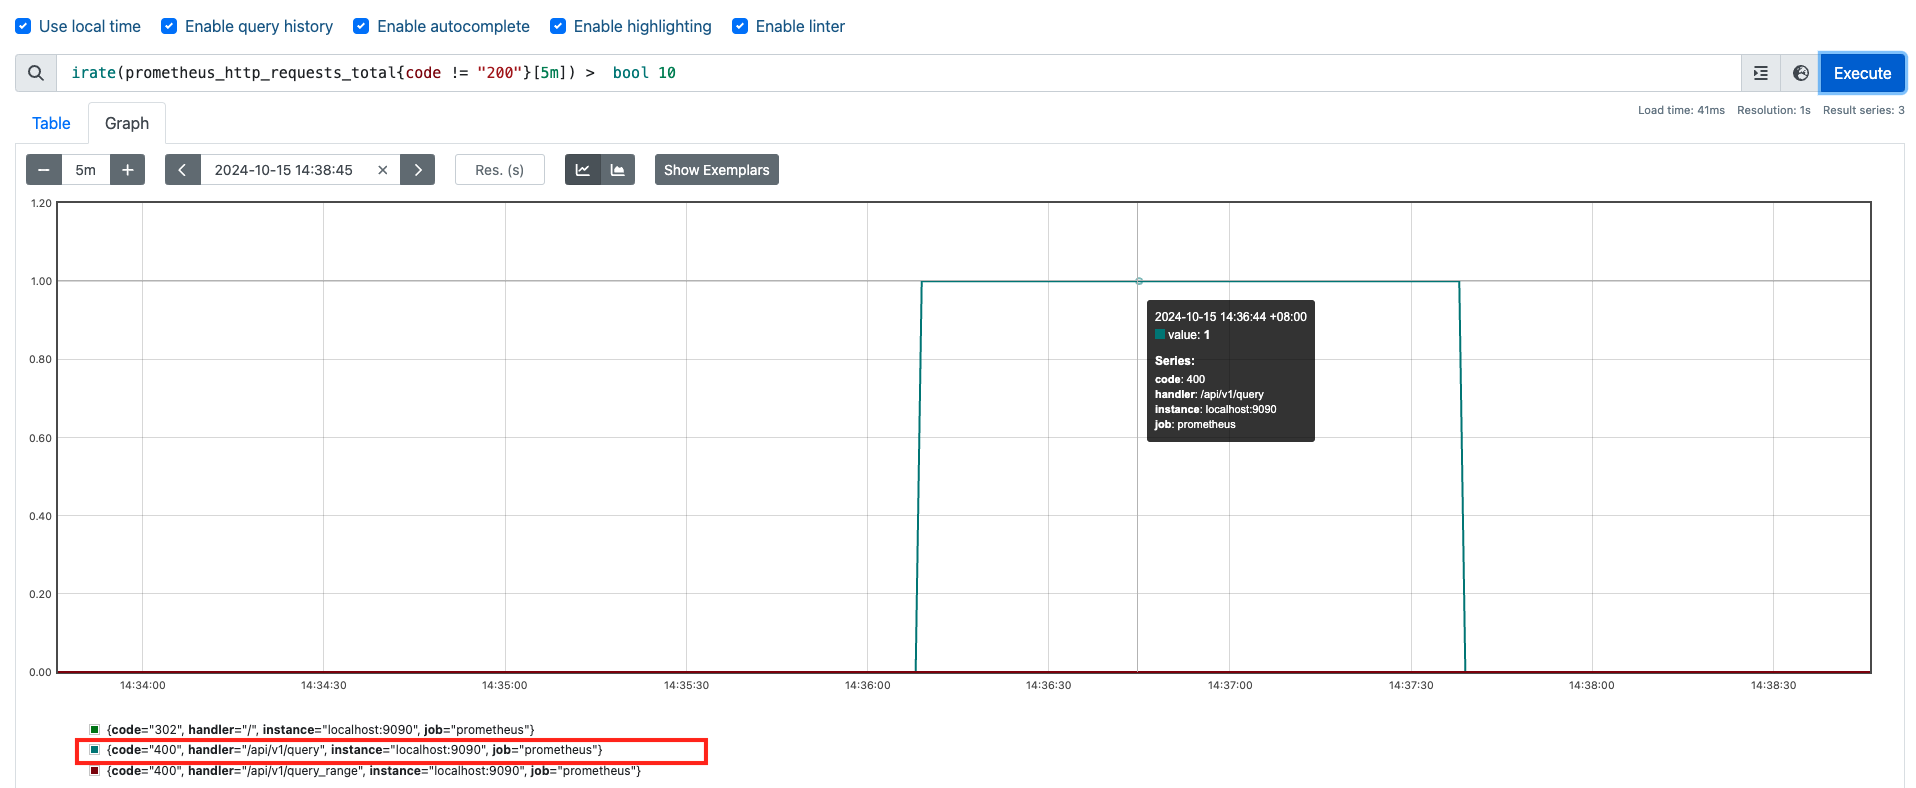 Use local time Enable query history Enable autocomplete Enable highlighting Enable linter
irate(prometheus_http_requests_total{code != "200"}[5m]) >  bool 10 Execute
Load time: 41ms Resolution: 1s Result series: 3
Table Graph
5m 2024-10-15 14:38:45 Res. (s) Show Exemplars
1.20
1.00
0.80
0.60
0.40
0.20
0.00
2024-10-15 14:36:44 +08:00
value: 1
Series:
code: 400
handler: /api/v1/query
instance: localhost:9090
job: prometheus
14:34:00 14:34:30 14:35:00 14:35:30 14:36:00 14:36:30 14:37:00 14:37:30 14:38:00 14:38:30
{code="302", handler="/", instance="localhost:9090", job="prometheus"}
{code="400", handler="/api/v1/query", instance="localhost:9090", job="prometheus"}
{code="400", handler="/api/v1/query_range", instance="localhost:9090", job="prometheus"}